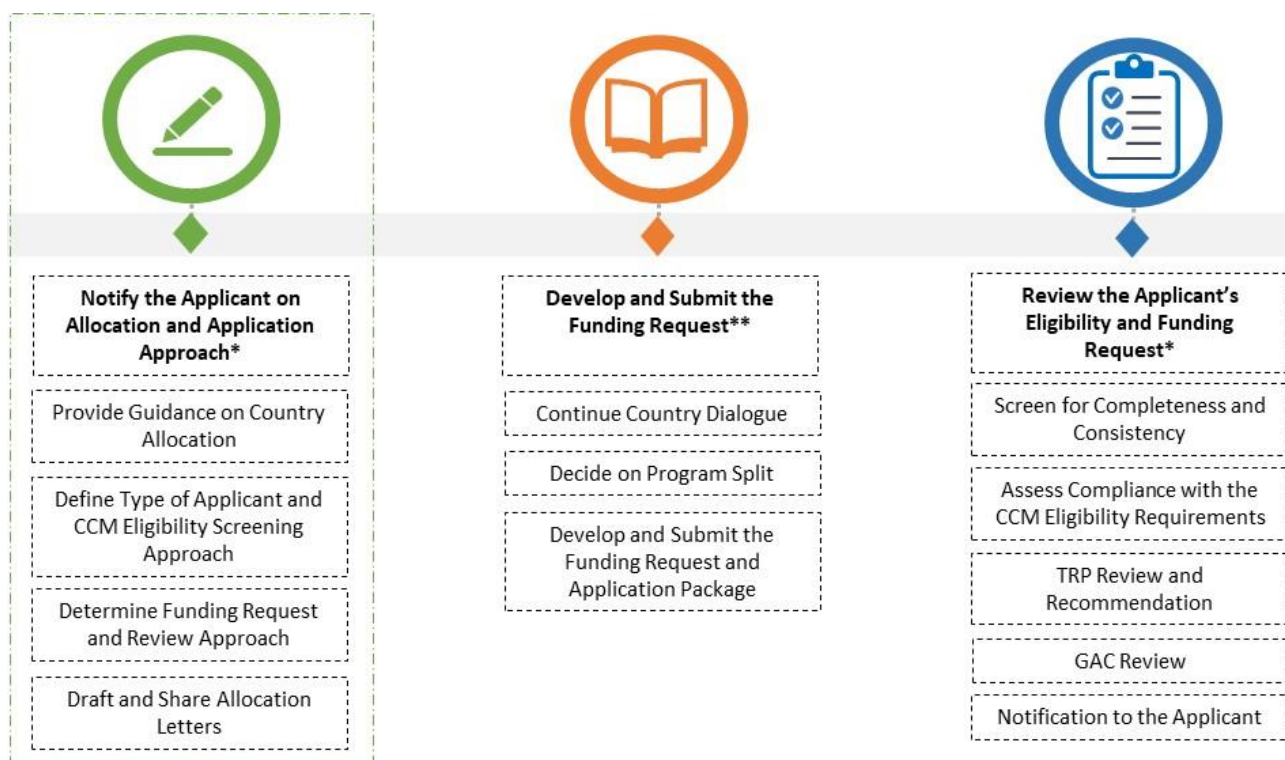 Notify the Applicant on
Allocation and Application
Approach*
Provide Guidance on Country
Allocation
Define Type of Applicant and
CCM Eligibility Screening
Approach
Determine Funding Request
and Review Approach
Draft and Share Allocation
Letters
Develop and Submit the
Funding Request**
Continue Country Dialogue
Decide on Program Split
Develop and Submit the
Funding Request and
Application Package
Review the Applicant’s
Eligibility and Funding
Request*
Screen for Completeness and
Consistency
Assess Compliance with the
CCM Eligibility Requirements
TRP Review and
Recommendation
GAC Review
Notification to the Applicant